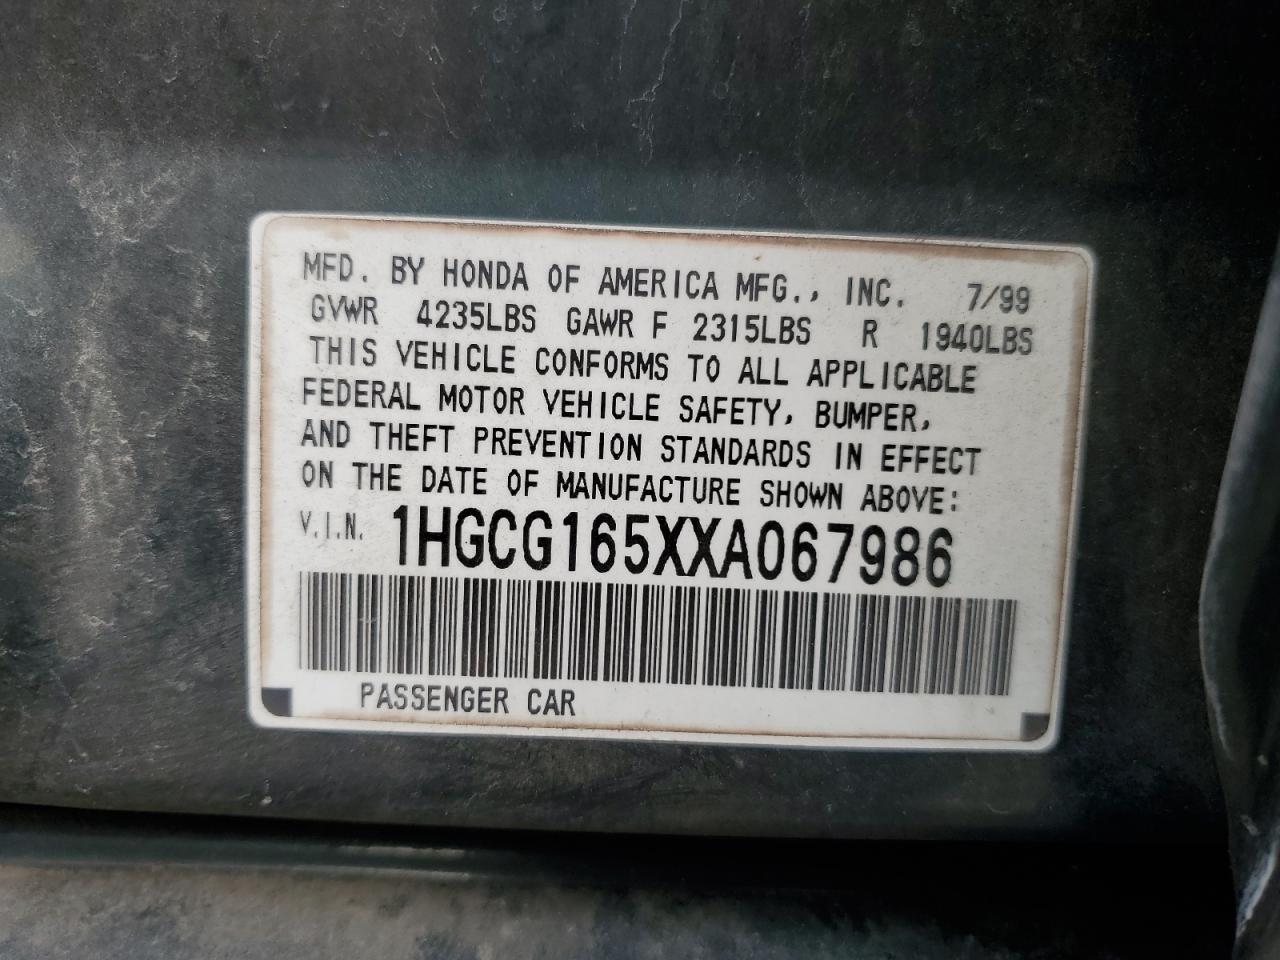 MFD. BY HONDA OF AMERICA MFG., INC. 7/99
GVWR 4235LBS GAWR F 2315LBS R 1940LBS
THIS VEHICLE CONFORMS TO ALL APPLICABLE
FEDERAL MOTOR VEHICLE SAFETY, BUMPER,
AND THEFT PREVENTION STANDARDS IN EFFECT
ON THE DATE OF MANUFACTURE SHOWN ABOVE:
V.I.N. 1HGCG165XXA067986
PASSENGER CAR